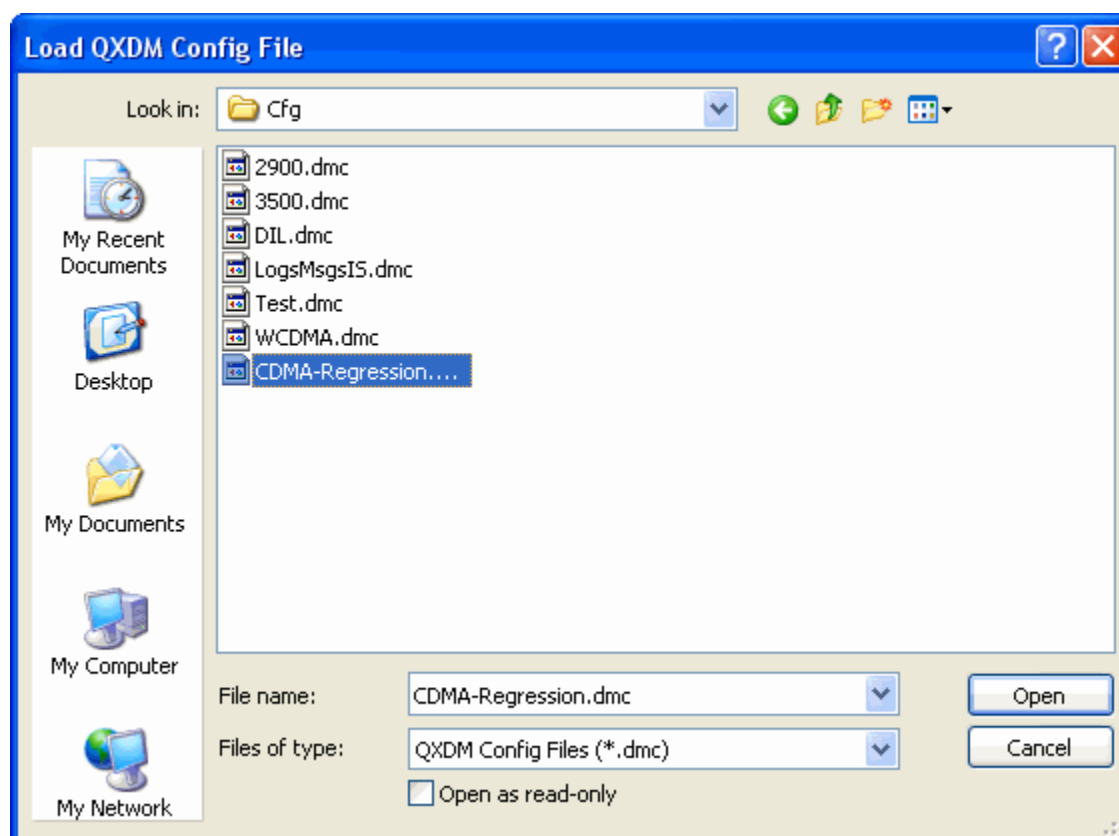 Load QXDM Config File
Look in:
Cfg
My Recent
Documents
Desktop
My Documents
My Computer
My Network
2900.dmc
3500.dmc
DIL.dmc
LogsMsgsIS.dmc
Test.dmc
WCDMA.dmc
CDMA-Regression....
File name:
CDMA-Regression.dmc
Open
Files of type:
QXDM Config Files (*.dmc)
Cancel
Open as read-only